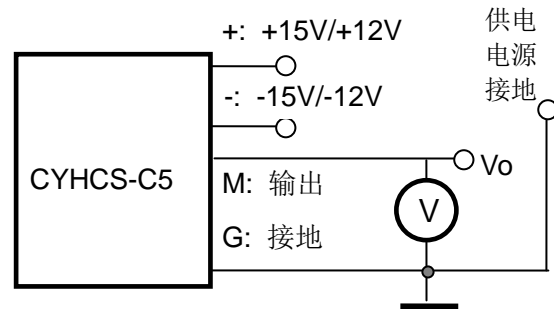 +: +15V/+12V
-: -15V/-12V
CYHCS-C5
M: 输出
G: 接地
V
Vo
供电
电源
接地